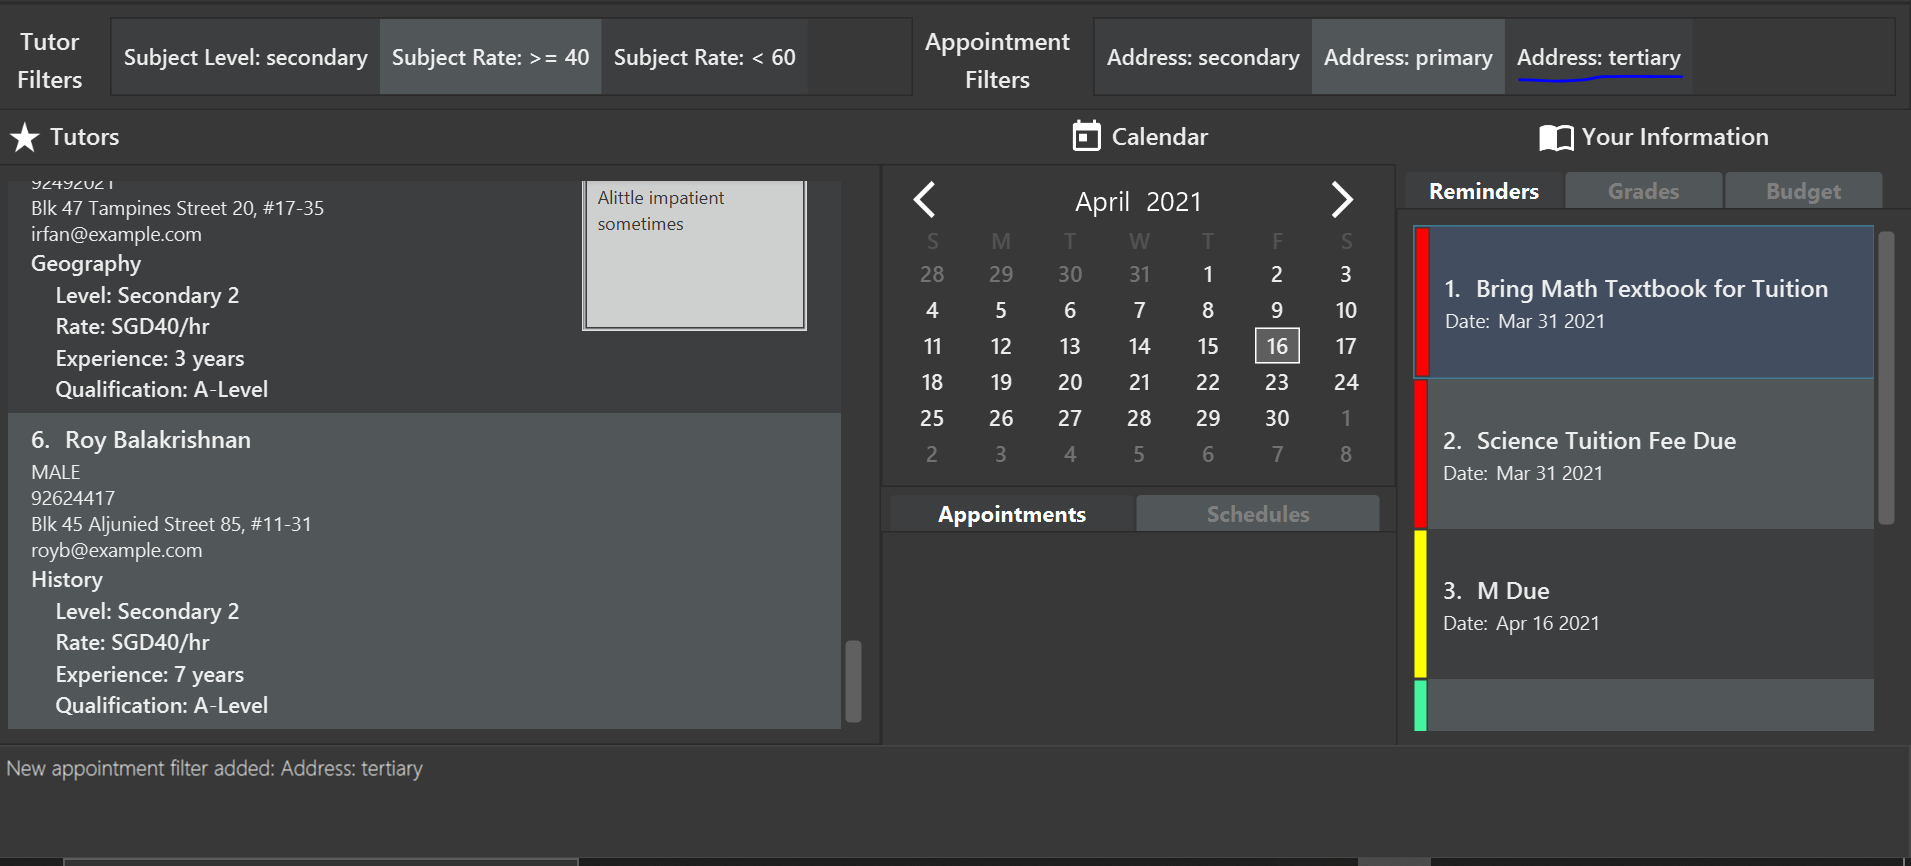 Tutor
Filters
Subject Level: secondary
Subject Rate: >= 40
Subject Rate: < 60
Appointment
Filters
Address: secondary
Address: primary
Address: tertiary
Tutors
92492021
Blk 47 Tampines Street 20, #17-35
irfan@example.com
Geography
Level: Secondary 2
Rate: SGD40/hr
Experience: 3 years
Qualification: A-Level
Alittle impatient
sometimes
6. Roy Balakrishnan
MALE
92624417
Blk 45 Aljunied Street 85, #11-31
royb@example.com
History
Level: Secondary 2
Rate: SGD40/hr
Experience: 7 years
Qualification: A-Level
Calendar
April 2021
S M T W T F S
28 29 30 31 1 2 3
4 5 6 7 8 9 10
11 12 13 14 15 16 17
18 19 20 21 22 23 24
25 26 27 28 29 30 1
2 3 4 5 6 7 8
Appointments
Schedules
Your Information
Reminders
Grades
Budget
1. Bring Math Textbook for Tuition
Date: Mar 31 2021
2. Science Tuition Fee Due
Date: Mar 31 2021
3. M Due
Date: Apr 16 2021
New appointment filter added: Address: tertiary